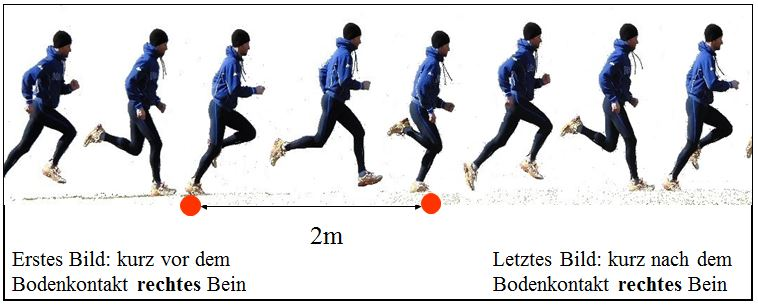 2m
Erstes Bild: kurz vor dem
Bodenkontakt rechtes Bein
Letztes Bild: kurz nach dem
Bodenkontakt rechtes Bein